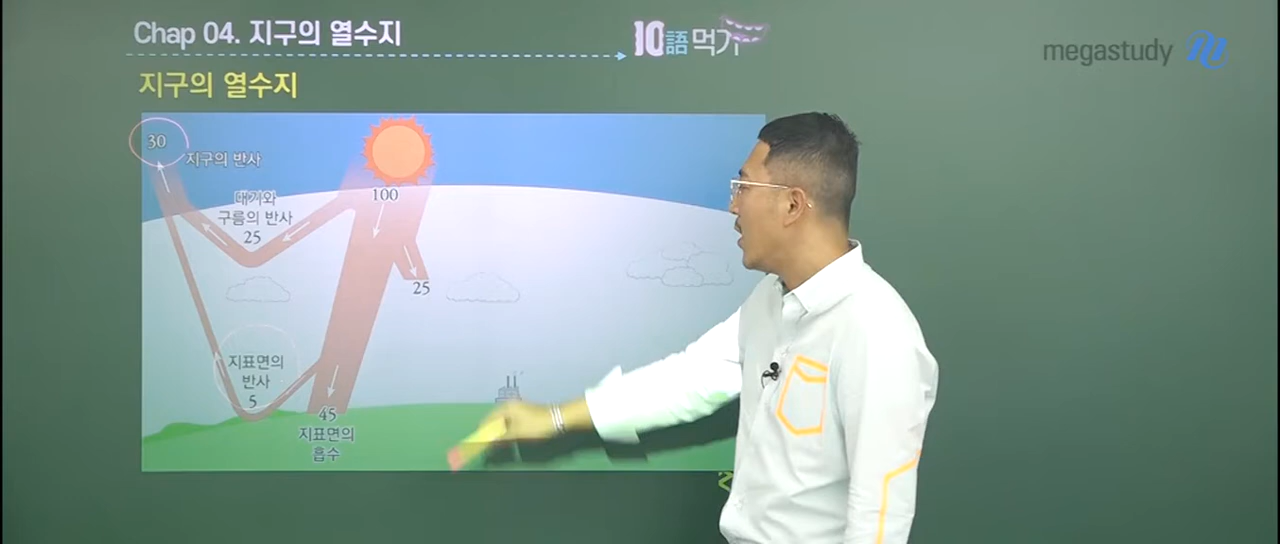 Chap 04. 지구의 열수지
10語먹기
megastudy
지구의 열수지
30
지구의 반사
100
대기와
구름의 반사
25
25
지표면의
반사
5
45
지표면의
흡수